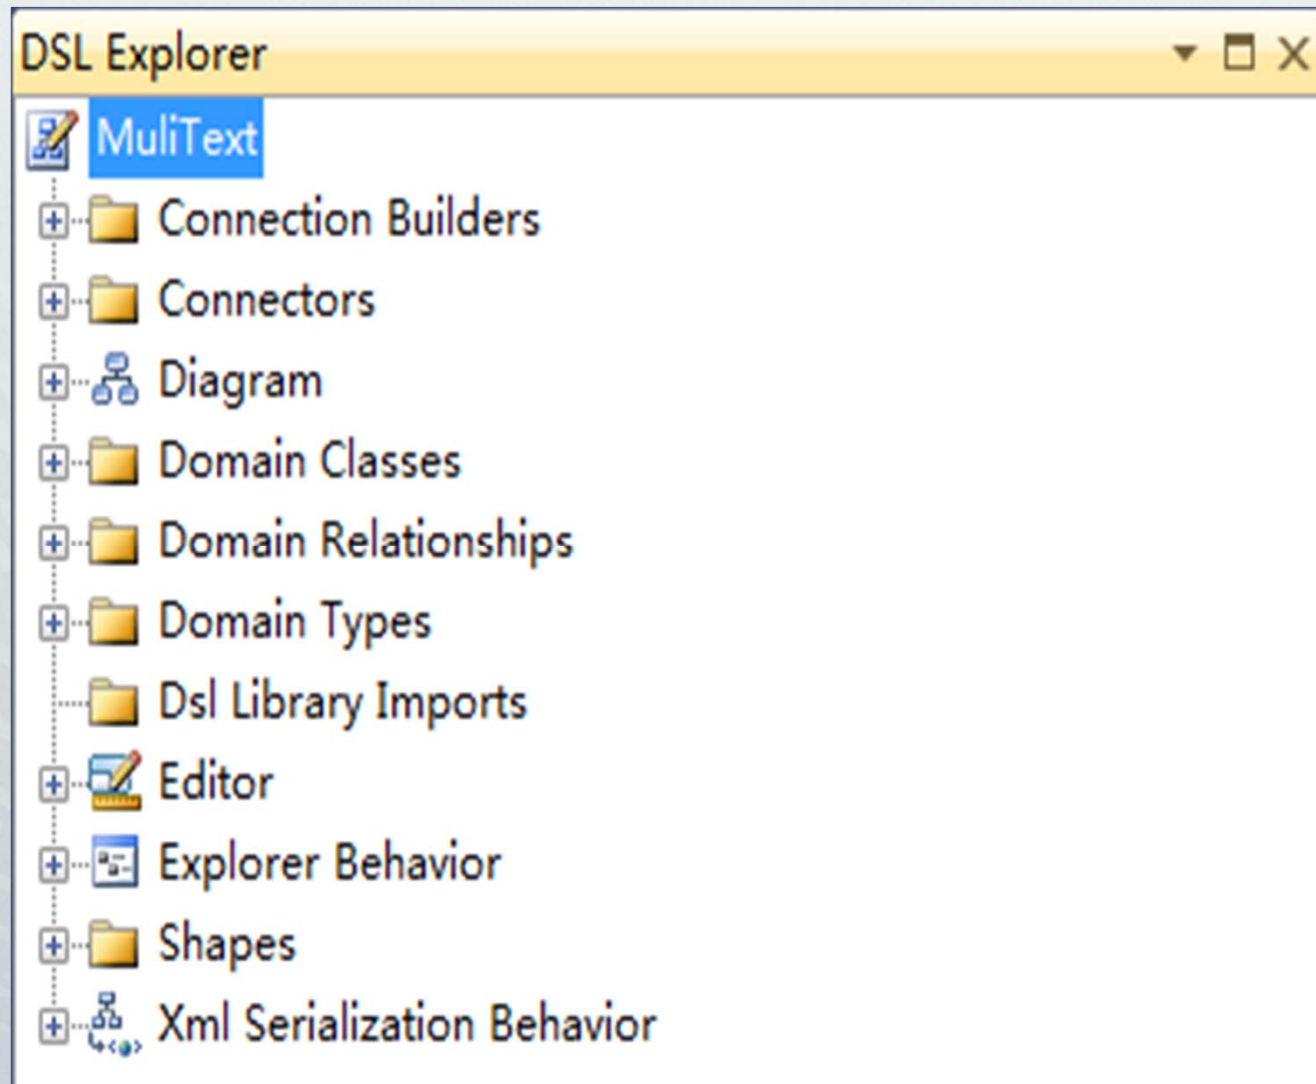 DSL Explorer
MuliText
Connection Builders
Connectors
Diagram
Domain Classes
Domain Relationships
Domain Types
Dsl Library Imports
Editor
Explorer Behavior
Shapes
Xml Serialization Behavior